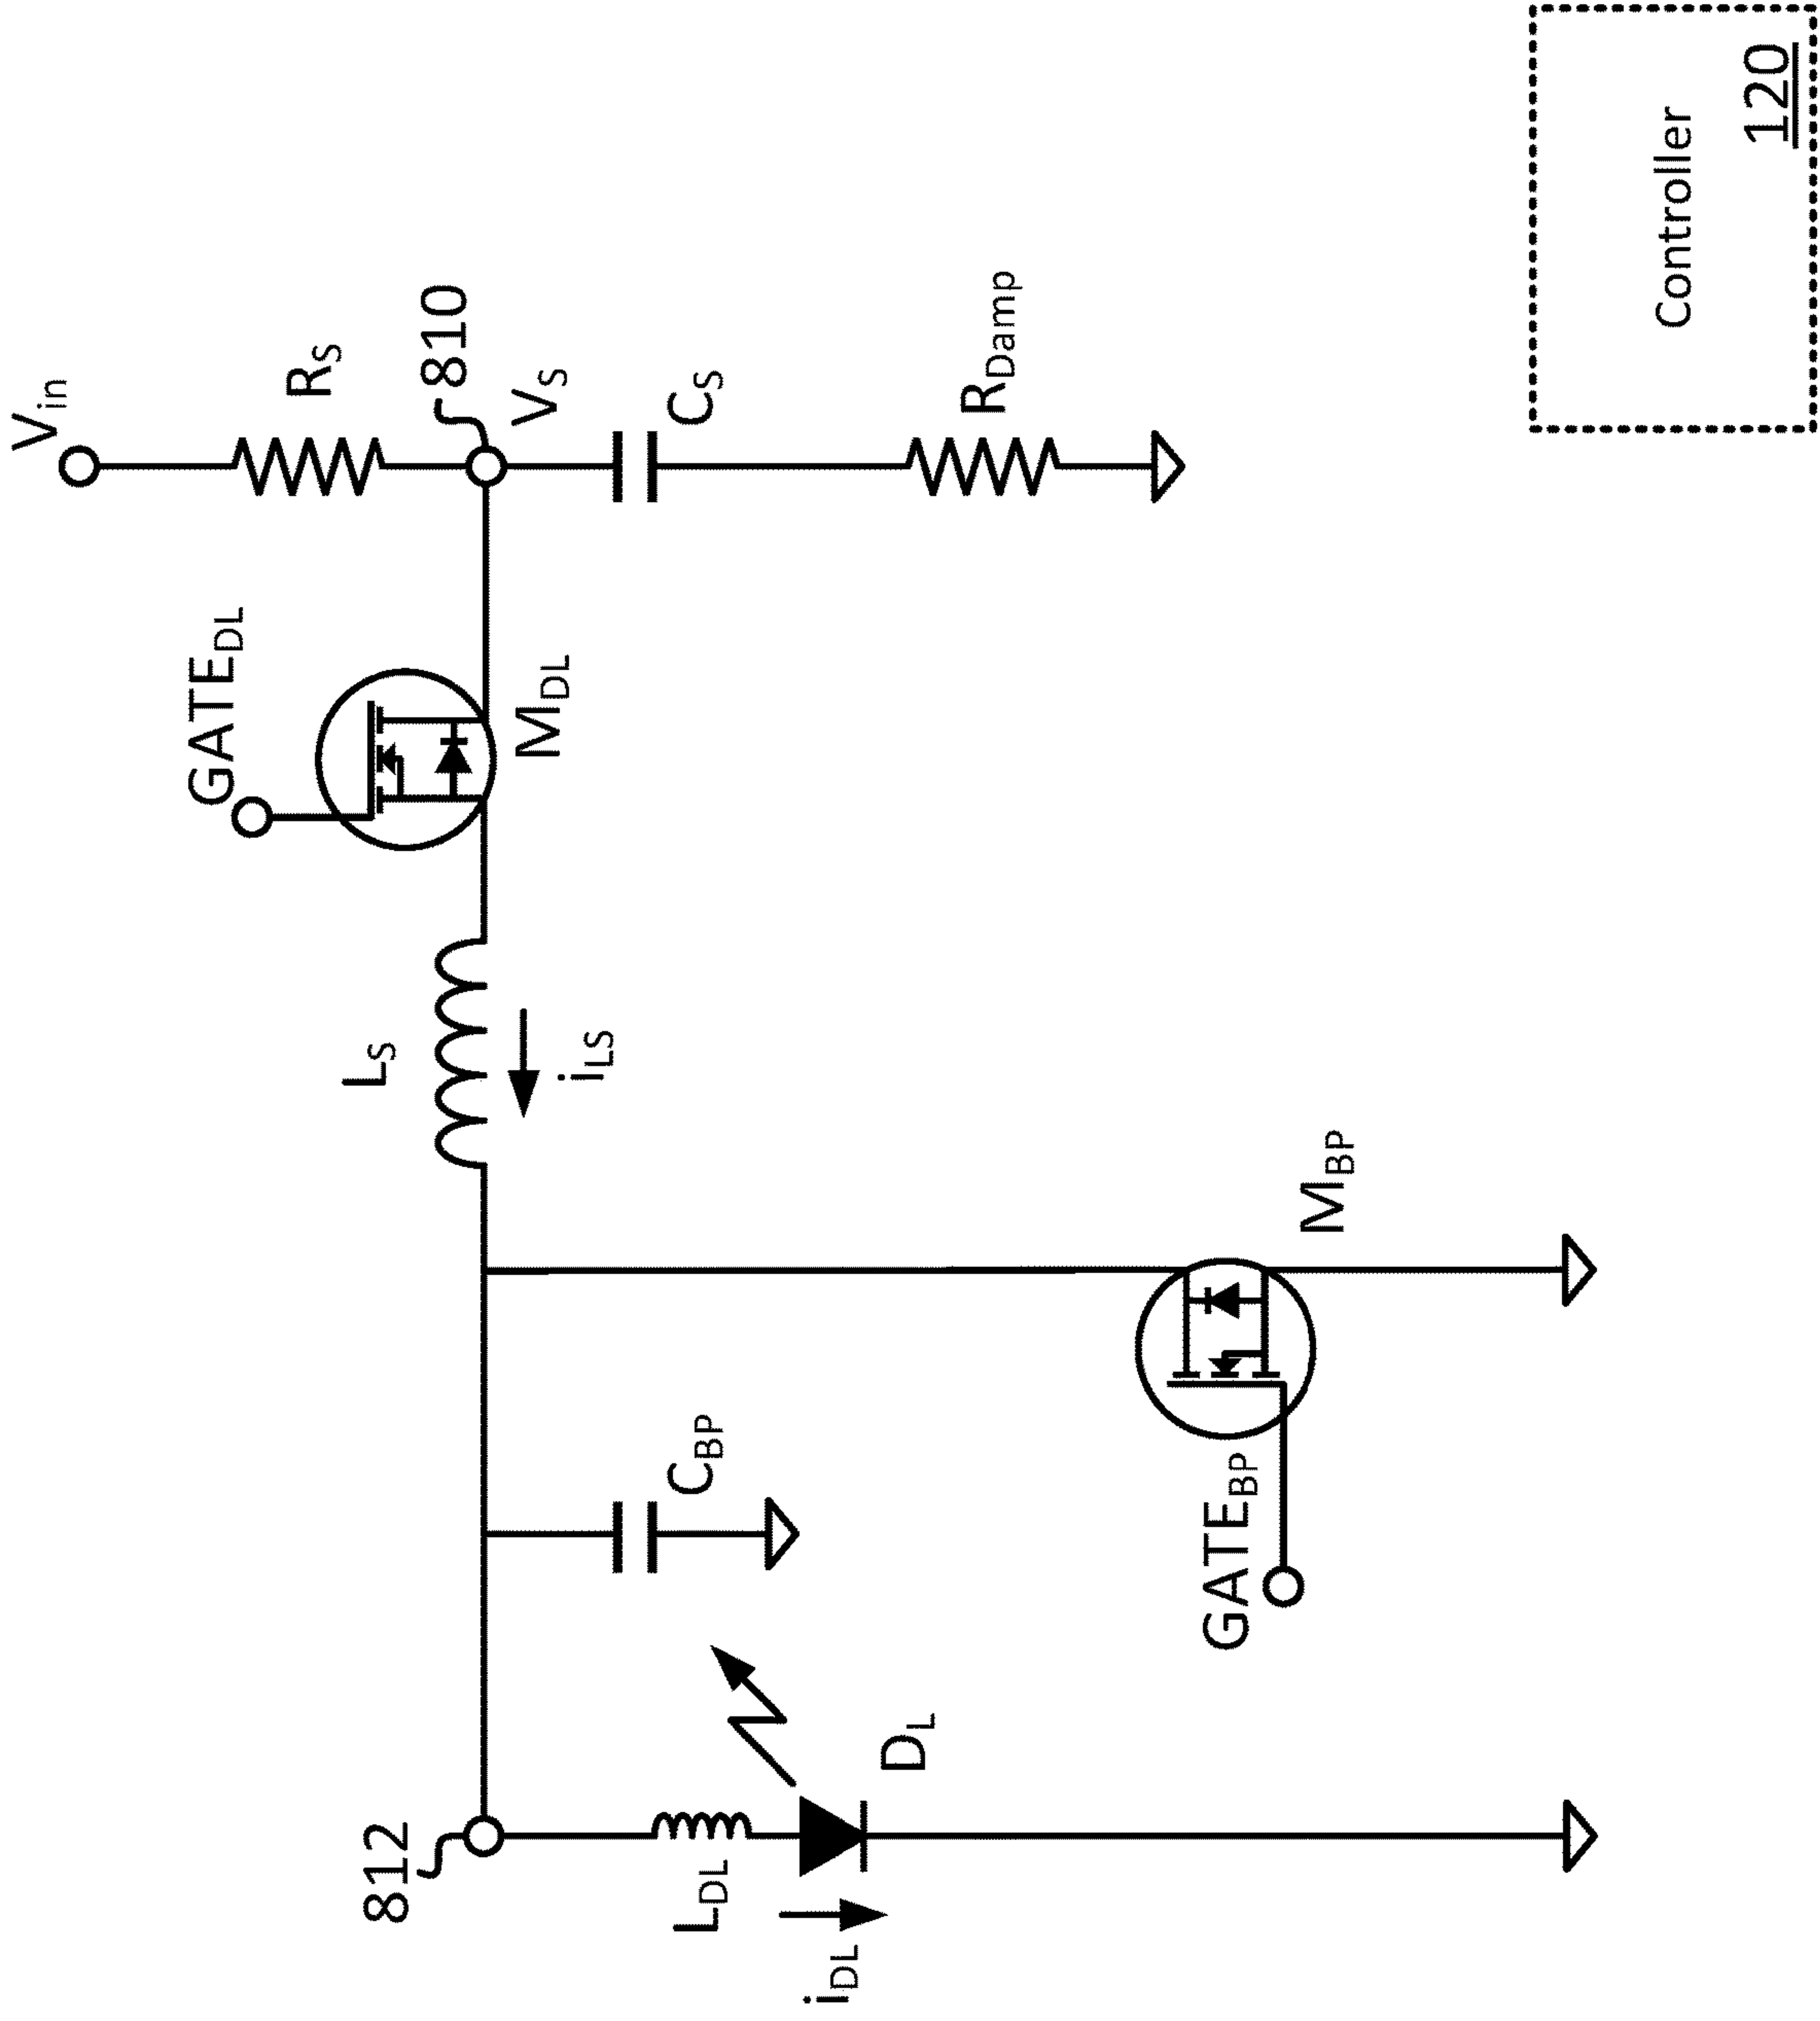 Vin
RS
810
VS
CS
RDamp
GATEDL
MDL
LS
iLS
MBP
GATEBP
CBP
812
LDL
DL
iDL
Controller
120